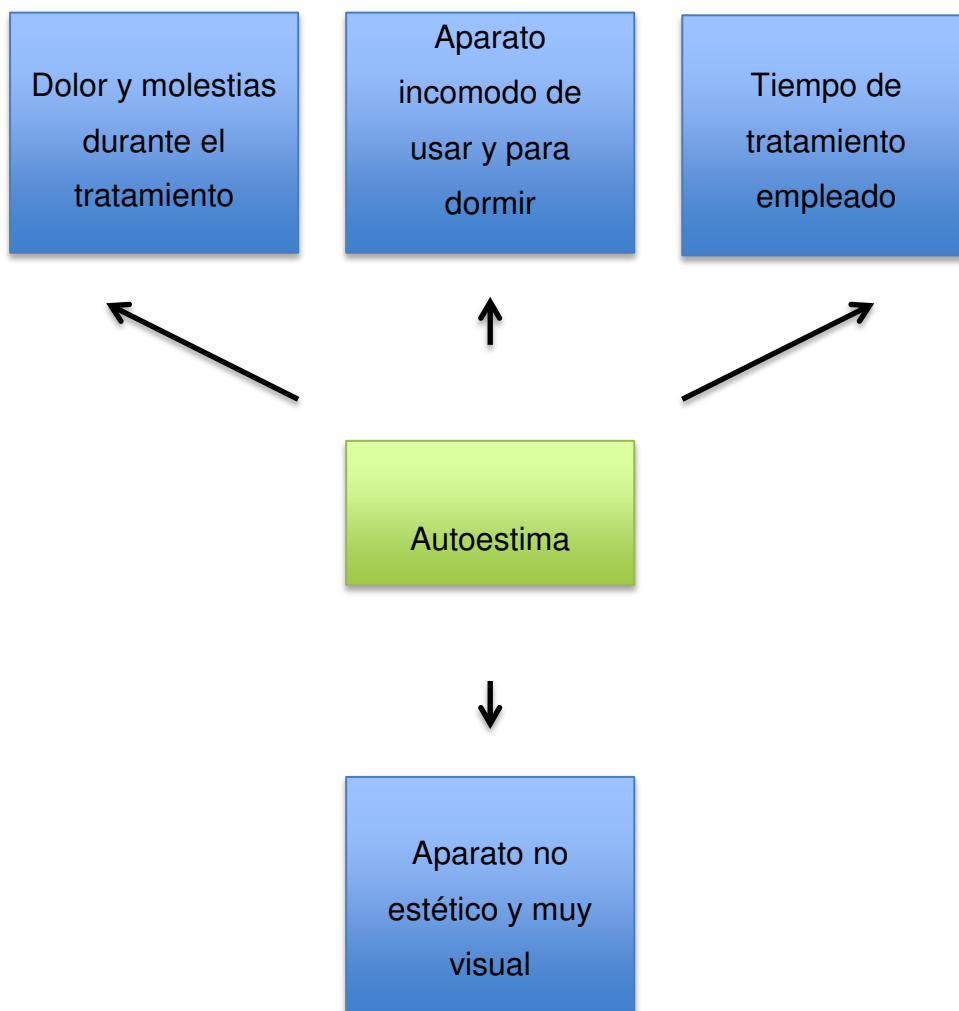 Dolor y molestias
durante el
tratamiento
Aparato
incomodo de
usar y para
dormir
Tiempo de
tratamiento
empleado
Autoestima
Aparato no
estético y muy
visual